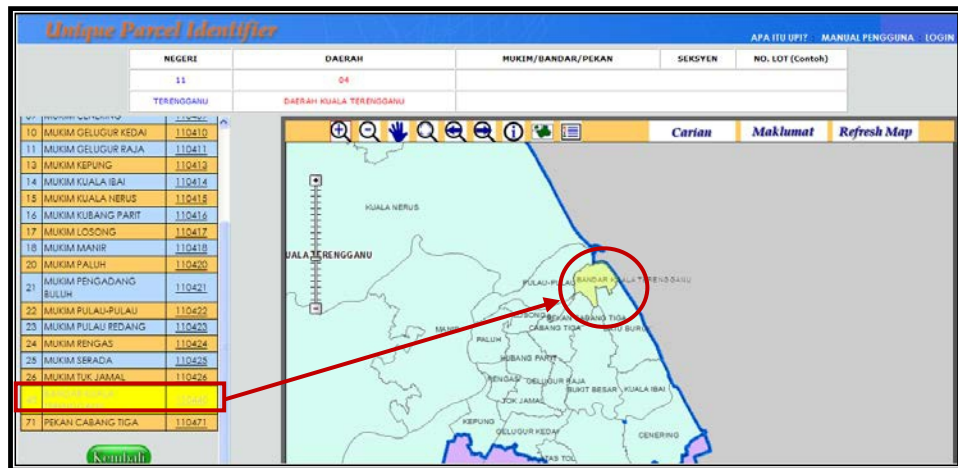 Unique Parcel Identifier
APA ITU UPI? MANUAL PENGGUNA LOGIN
NEGERI DAERAH MUKIM/BANDAR/PEKAN SEKSYEN NO. LOT (Contoh)
11 04
TERENGGANU DAERAH KUALA TERENGGANU
Carian Maklumat Refresh Map
10 MUKIM GELUGUR KEDAI 110410
11 MUKIM GELUGUR RAJA 110411
13 MUKIM KEPUNG 110413
14 MUKIM KUALA IBAI 110414
15 MUKIM KUALA NERUS 110415
16 MUKIM KUBANG PARIT 110416
17 MUKIM LOSONG 110417
18 MUKIM MANIR 110418
20 MUKIM PALUH 110420
21 MUKIM PENGADANG BULUH 110421
22 MUKIM PULAU-PULAU 110422
23 MUKIM PULAU REDANG 110423
24 MUKIM RENGAS 110424
25 MUKIM SERADA 110425
26 MUKIM TUK JAMAL 110426
71 PEKAN CABANG TIGA 110471
Kembali
KUALA NERUS
UALA TERENGGANU
PULAU-PULAU
BANDAR KUALA TERENGGANU
CABANG TIGA
PALUH
KUBANG PARIT
RENGAS
GELUGUR RAJA
BUKIT BESAR
KUALA IBAI
TOK JAMAL
KEPUNG
GELUGUR KEDAI
CENERING